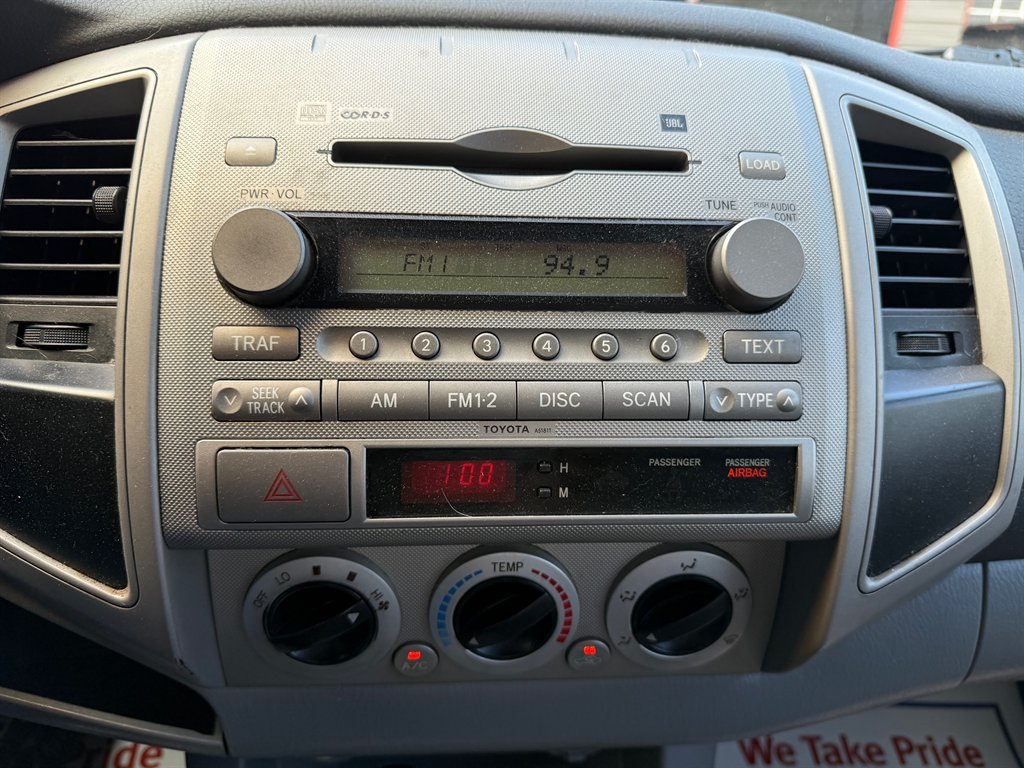 CD·R·D·S
JBL
LOAD
PWR·VOL
TUNE
PUSH AUDIO
CONT
FM1 94.9
TRAF
1 2 3 4 5 6
TEXT
SEEK
TRACK
AM
FM1·2
DISC
SCAN
TYPE
TOYOTA A51811
1:00
H
M
PASSENGER
PASSENGER
AIRBAG
LO
OFF
HI
TEMP
A/C
We Take Pride
e Pride